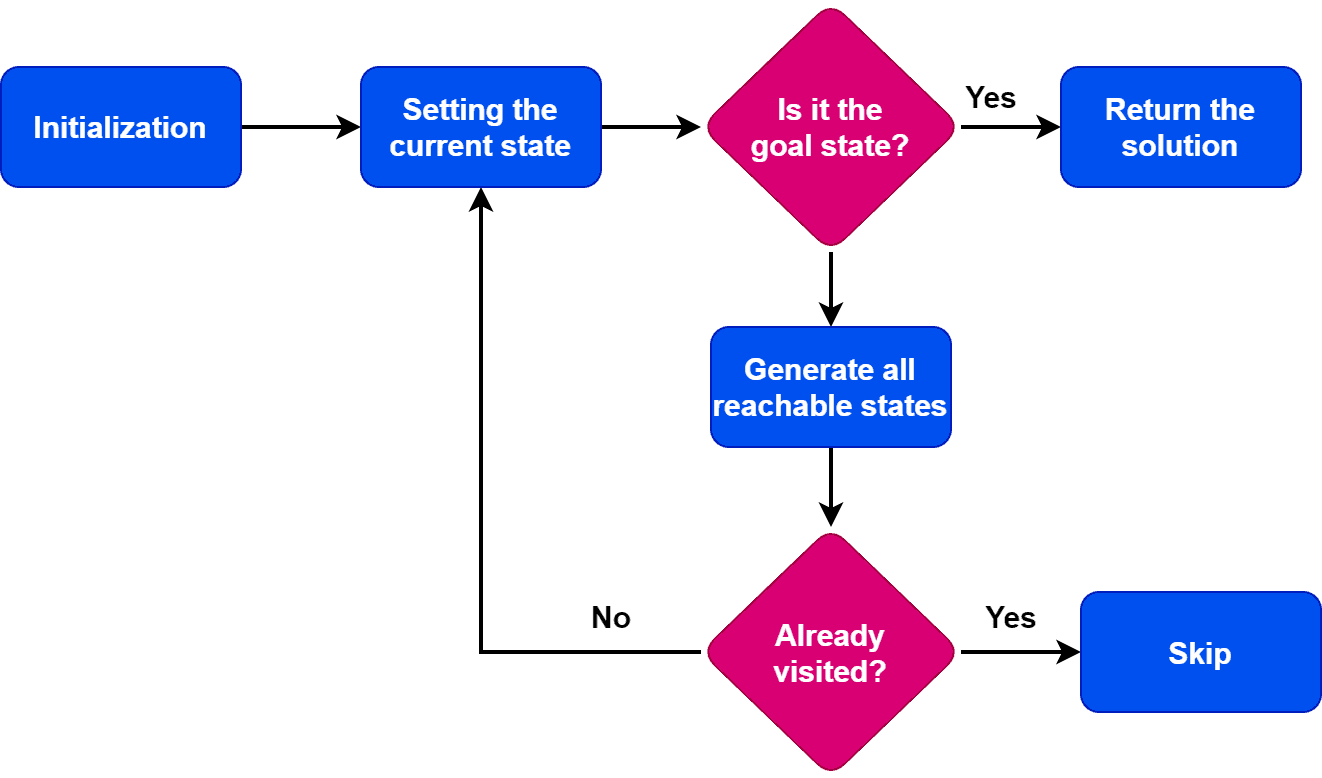 Initialization
Setting the
current state
Is it the
goal state?
Yes
Return the
solution
Generate all
reachable states
No
Already
visited?
Yes
Skip